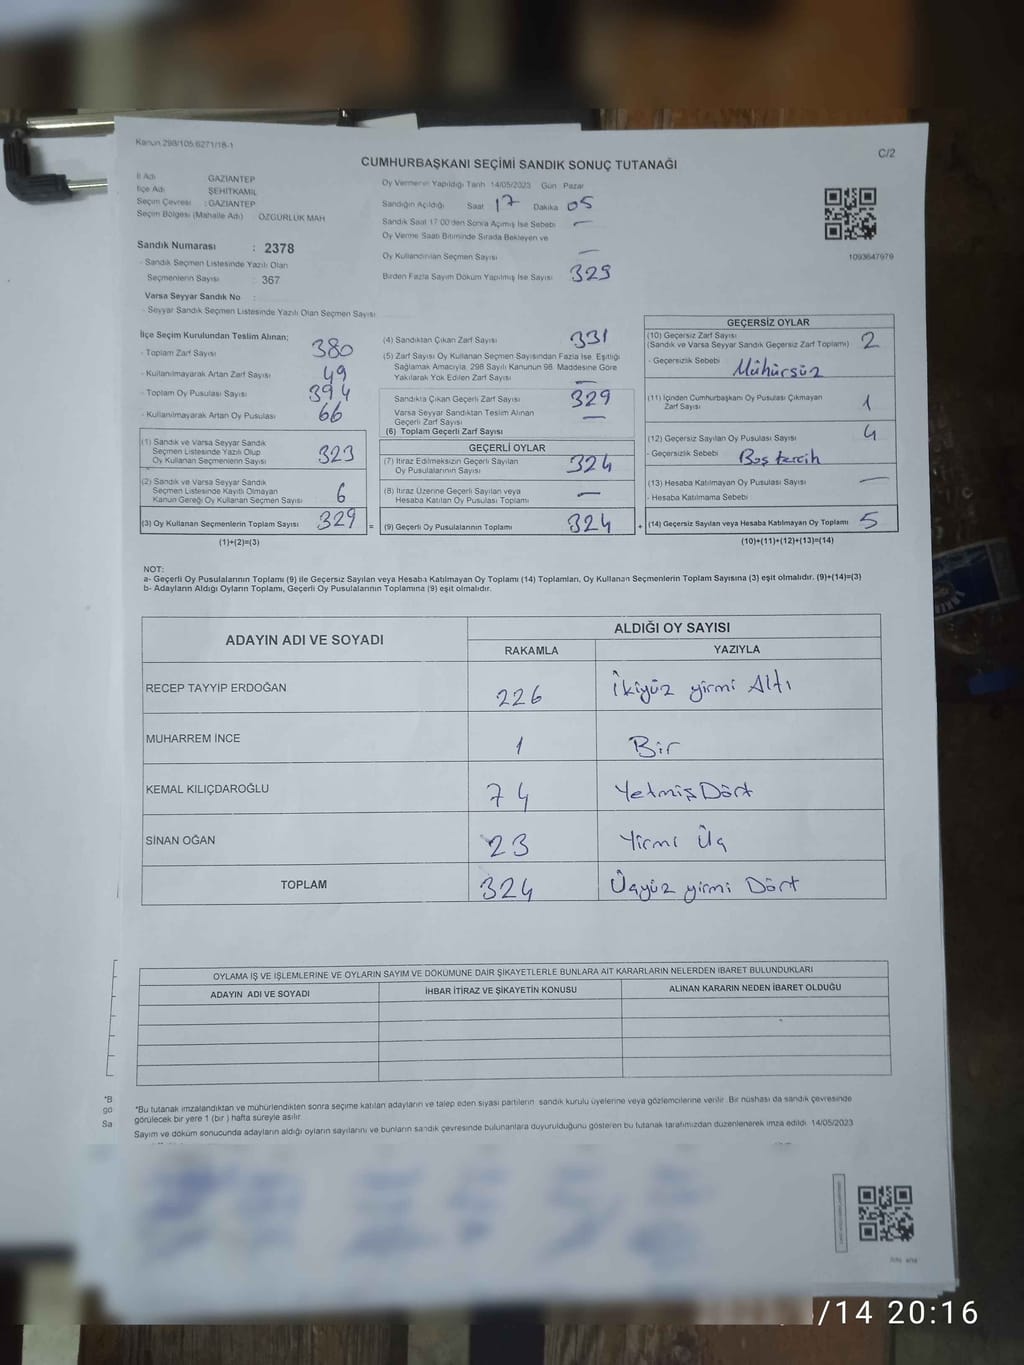 Kanun 298/105,6271/18-1
C/2
CUMHURBAŞKANI SEÇİMİ SANDIK SONUÇ TUTANAĞI
İl Adı GAZİANTEP
İlçe Adı ŞEHİTKAMİL
Seçim Çevresi : GAZİANTEP
Seçim Bölgesi (Mahalle Adı) ÖZGÜRLÜK MAH
Sandık Numarası : 2378
- Sandık Seçmen Listesinde Yazılı Olan
Seçmenlerin Sayısı : 367
Varsa Seyyar Sandık No :
- Seyyar Sandık Seçmen Listesinde Yazılı Olan Seçmen Sayısı
Oy Vermenin Yapıldığı Tarih 14/05/2023 Gün Pazar
Sandığın Açıldığı Saat 17 Dakika 05
Sandık Saat 17 00'den Sonra Açılmış İse Sebebi —
Oy Verme Saati Bitiminde Sırada Bekleyen ve
Oy Kullandırılan Seçmen Sayısı —
Birden Fazla Sayım Döküm Yapılmış İse Sayısı 329
1093647979
İlçe Seçim Kurulundan Teslim Alınan;
- Toplam Zarf Sayısı 380
- Kullanılmayarak Artan Zarf Sayısı 49
- Toplam Oy Pusulası Sayısı 394
- Kullanılmayarak Artan Oy Pusulası 66
(1) Sandık ve Varsa Seyyar Sandık
Seçmen Listesinde Yazılı Olup
Oy Kullanan Seçmenlerin Sayısı 323
(2) Sandık ve Varsa Seyyar Sandık
Seçmen Listesinde Kayıtlı Olmayan
Kanun Gereği Oy Kullanan Seçmen Sayısı 6
(3) Oy Kullanan Seçmenlerin Toplam Sayısı 329 =
(1)+(2)=(3)
(4) Sandıktan Çıkan Zarf Sayısı 331
(5) Zarf Sayısı Oy Kullanan Seçmen Sayısından Fazla İse, Eşitliği
Sağlamak Amacıyla, 298 Sayılı Kanunun 98. Maddesine Göre
Yakılarak Yok Edilen Zarf Sayısı —
Sandıkta Çıkan Geçerli Zarf Sayısı 329
Varsa Seyyar Sandıktan Teslim Alınan
Geçerli Zarf Sayısı —
(6) Toplam Geçerli Zarf Sayısı
GEÇERLİ OYLAR
(7) İtiraz Edilmeksizin Geçerli Sayılan
Oy Pusulalarının Sayısı 324
(8) İtiraz Üzerine Geçerli Sayılan veya
Hesaba Katılan Oy Pusulası Toplamı —
(9) Geçerli Oy Pusulalarının Toplamı 324 +
GEÇERSİZ OYLAR
(10) Geçersiz Zarf Sayısı
(Sandık ve Varsa Seyyar Sandık Geçersiz Zarf Toplamı) : 2
- Geçersizlik Sebebi Mühürsüz
(11) İçinden Cumhurbaşkanı Oy Pusulası Çıkmayan
Zarf Sayısı 1
(12) Geçersiz Sayılan Oy Pusulası Sayısı 4
- Geçersizlik Sebebi Boş tercih
(13) Hesaba Katılmayan Oy Pusulası Sayısı —
- Hesaba Katılmama Sebebi
(14) Geçersiz Sayılan veya Hesaba Katılmayan Oy Toplamı 5
(10)+(11)+(12)+(13)=(14)
NOT:
a- Geçerli Oy Pusulalarının Toplamı (9) ile Geçersiz Sayılan veya Hesaba Katılmayan Oy Toplamı (14) Toplamları, Oy Kullanan Seçmenlerin Toplam Sayısına (3) eşit olmalıdır. (9)+(14)=(3)
b- Adayların Aldığı Oyların Toplamı, Geçerli Oy Pusulalarının Toplamına (9) eşit olmalıdır.
ADAYIN ADI VE SOYADI
ALDIĞI OY SAYISI
RAKAMLA YAZIYLA
RECEP TAYYİP ERDOĞAN 226 İkiyüz yirmi Altı
MUHARREM İNCE 1 Bir
KEMAL KILIÇDAROĞLU 74 Yetmiş Dört
SİNAN OĞAN 23 Yirmi Üç
TOPLAM 324 Üçyüz yirmi Dört
OYLAMA İŞ VE İŞLEMLERİNE VE OYLARIN SAYIM VE DÖKÜMÜNE DAİR ŞİKAYETLERLE BUNLARA AİT KARARLARIN NELERDEN İBARET BULUNDUKLARI
ADAYIN ADI VE SOYADI İHBAR İTİRAZ VE ŞİKAYETİN KONUSU ALINAN KARARIN NEDEN İBARET OLDUĞU
*B
gö
Sa
*Bu tutanak imzalandıktan ve mühürlendikten sonra seçime katılan adayların ve talep eden siyasi partilerin sandık kurulu üyelerine veya gözlemcilerine verilir. Bir nüshası da sandık çevresinde
görülecek bir yere 1 (bir) hafta süreyle asılır.
Sayım ve döküm sonucunda adayların aldığı oyların sayılarını ve bunların sandık çevresinde bulunanlara duyurulduğunu gösteren bu tutanak tarafımızdan düzenlenerek imza edildi. 14/05/2023
/14 20:16